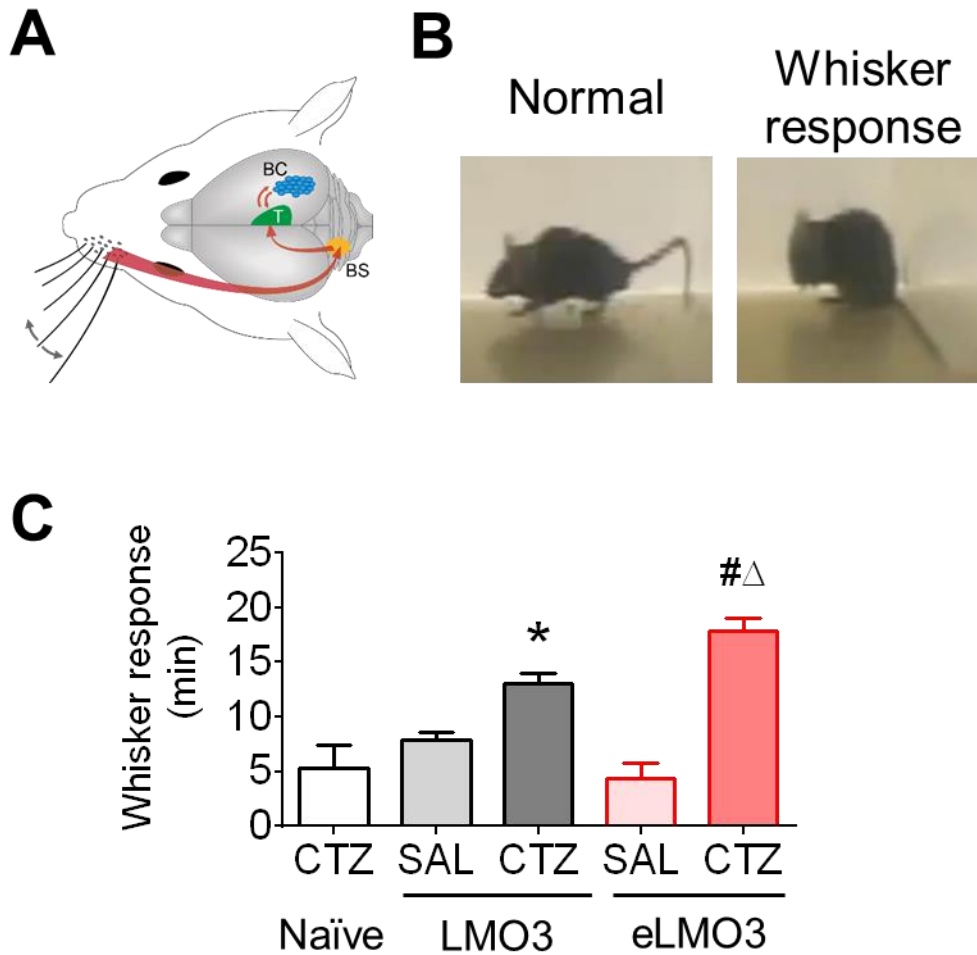 A
BC
T
BS
B
Normal
Whisker
response
C
Whisker response
(min)
25
20
15
10
5
0
*
#Δ
CTZ SAL CTZ SAL CTZ
Naïve LMO3 eLMO3